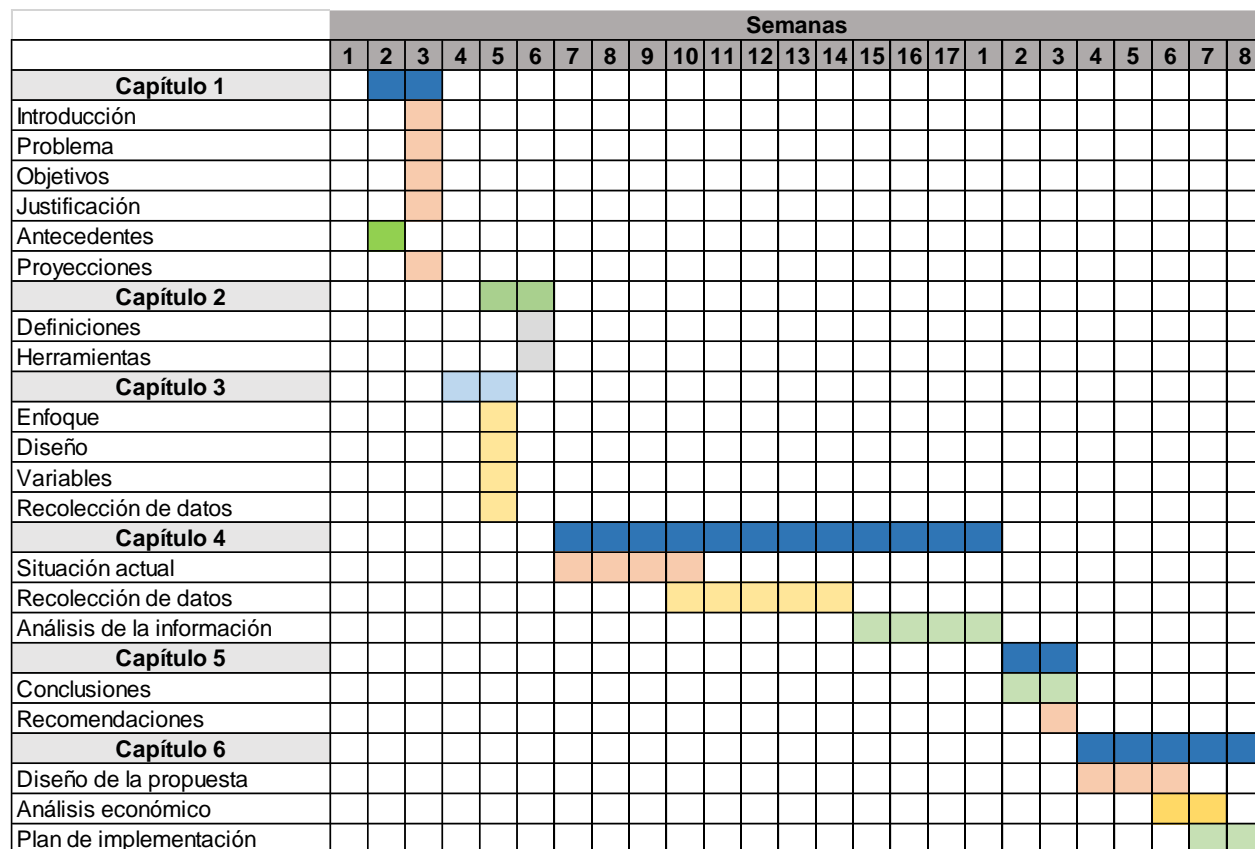 Semanas
1 2 3 4 5 6 7 8 9 10 11 12 13 14 15 16 17 1 2 3 4 5 6 7 8
Capítulo 1
Introducción
Problema
Objetivos
Justificación
Antecedentes
Proyecciones
Capítulo 2
Definiciones
Herramientas
Capítulo 3
Enfoque
Diseño
Variables
Recolección de datos
Capítulo 4
Situación actual
Recolección de datos
Análisis de la información
Capítulo 5
Conclusiones
Recomendaciones
Capítulo 6
Diseño de la propuesta
Análisis económico
Plan de implementación